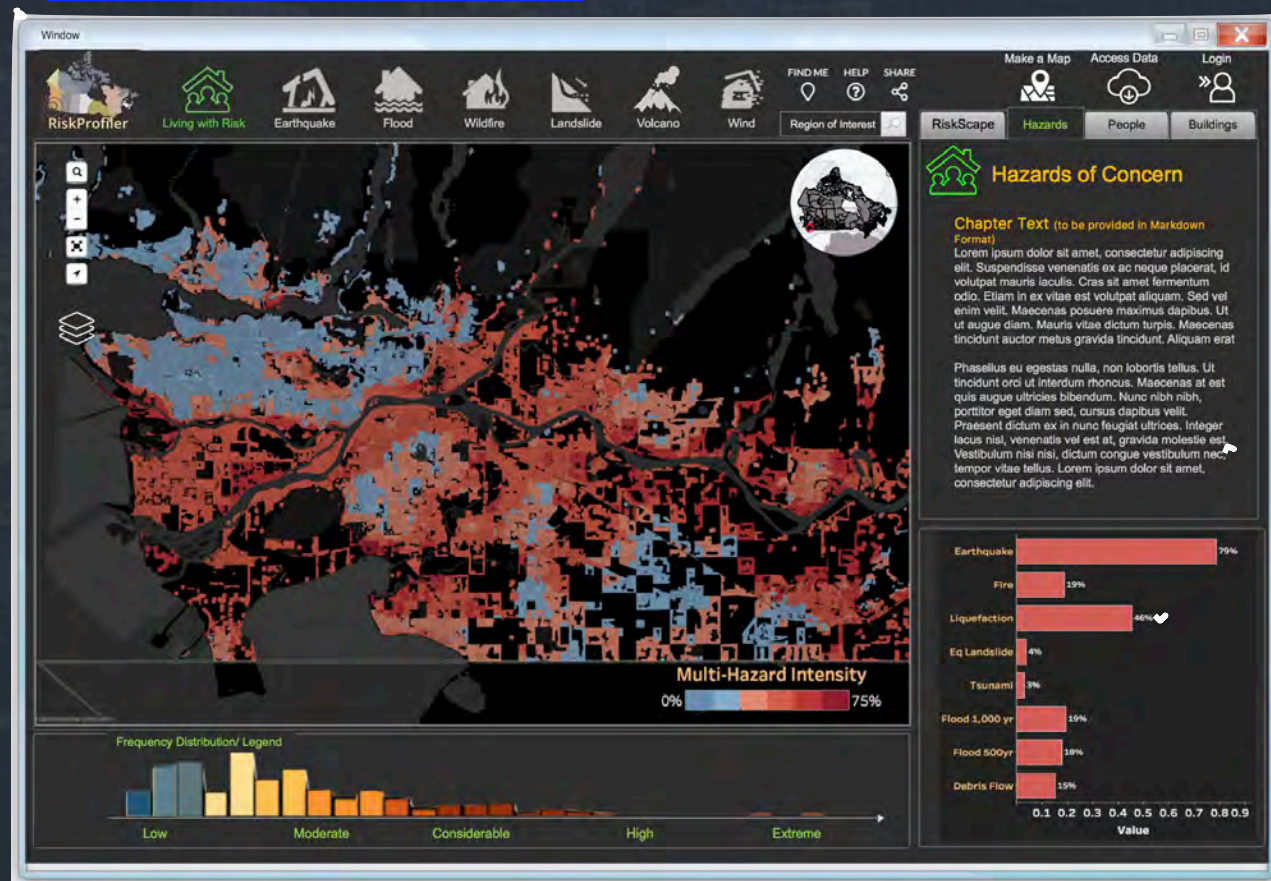 Window
RiskProfiler
Living with Risk
Earthquake
Flood
Wildfire
Landslide
Volcano
Wind
FIND ME
HELP
SHARE
Region of Interest
Make a Map
Access Data
Login
RiskScape
Hazards
People
Buildings
Hazards of Concern
Chapter Text (to be provided in Markdown
Format)
Lorem ipsum dolor sit amet, consectetur adipiscing
elit. Suspendisse venenatis ex ac neque placerat, id
volutpat mauris iaculis. Cras sit amet fermentum
odio. Etiam in ex vitae est volutpat aliquam. Sed vel
enim velit. Maecenas posuere maximus dapibus. Ut
ut augue diam. Mauris vitae dictum turpis. Maecenas
tincidunt auctor metus gravida tincidunt. Aliquam erat
Phasellus eu egestas nulla, non lobortis tellus. Ut
tincidunt orci ut interdum rhoncus. Maecenas at est
quis augue ultricies bibendum. Nunc nibh nibh,
porttitor eget diam sed, cursus dapibus velit.
Praesent dictum ex in nunc feugiat ultrices. Integer
lacus nisl, venenatis vel est at, gravida molestie est.
Vestibulum nisi nisi, dictum congue vestibulum nec,
tempor vitae tellus. Lorem ipsum dolor sit amet,
consectetur adipiscing elit.
Multi-Hazard Intensity
0% 75%
Frequency Distribution/ Legend
Low Moderate Considerable High Extreme
Earthquake 79%
Fire 19%
Liquefaction 46%
Eq Landslide 4%
Tsunami 3%
Flood 1,000 yr 19%
Flood 500yr 18%
Debris Flow 15%
0.1 0.2 0.3 0.4 0.5 0.6 0.7 0.8 0.9
Value